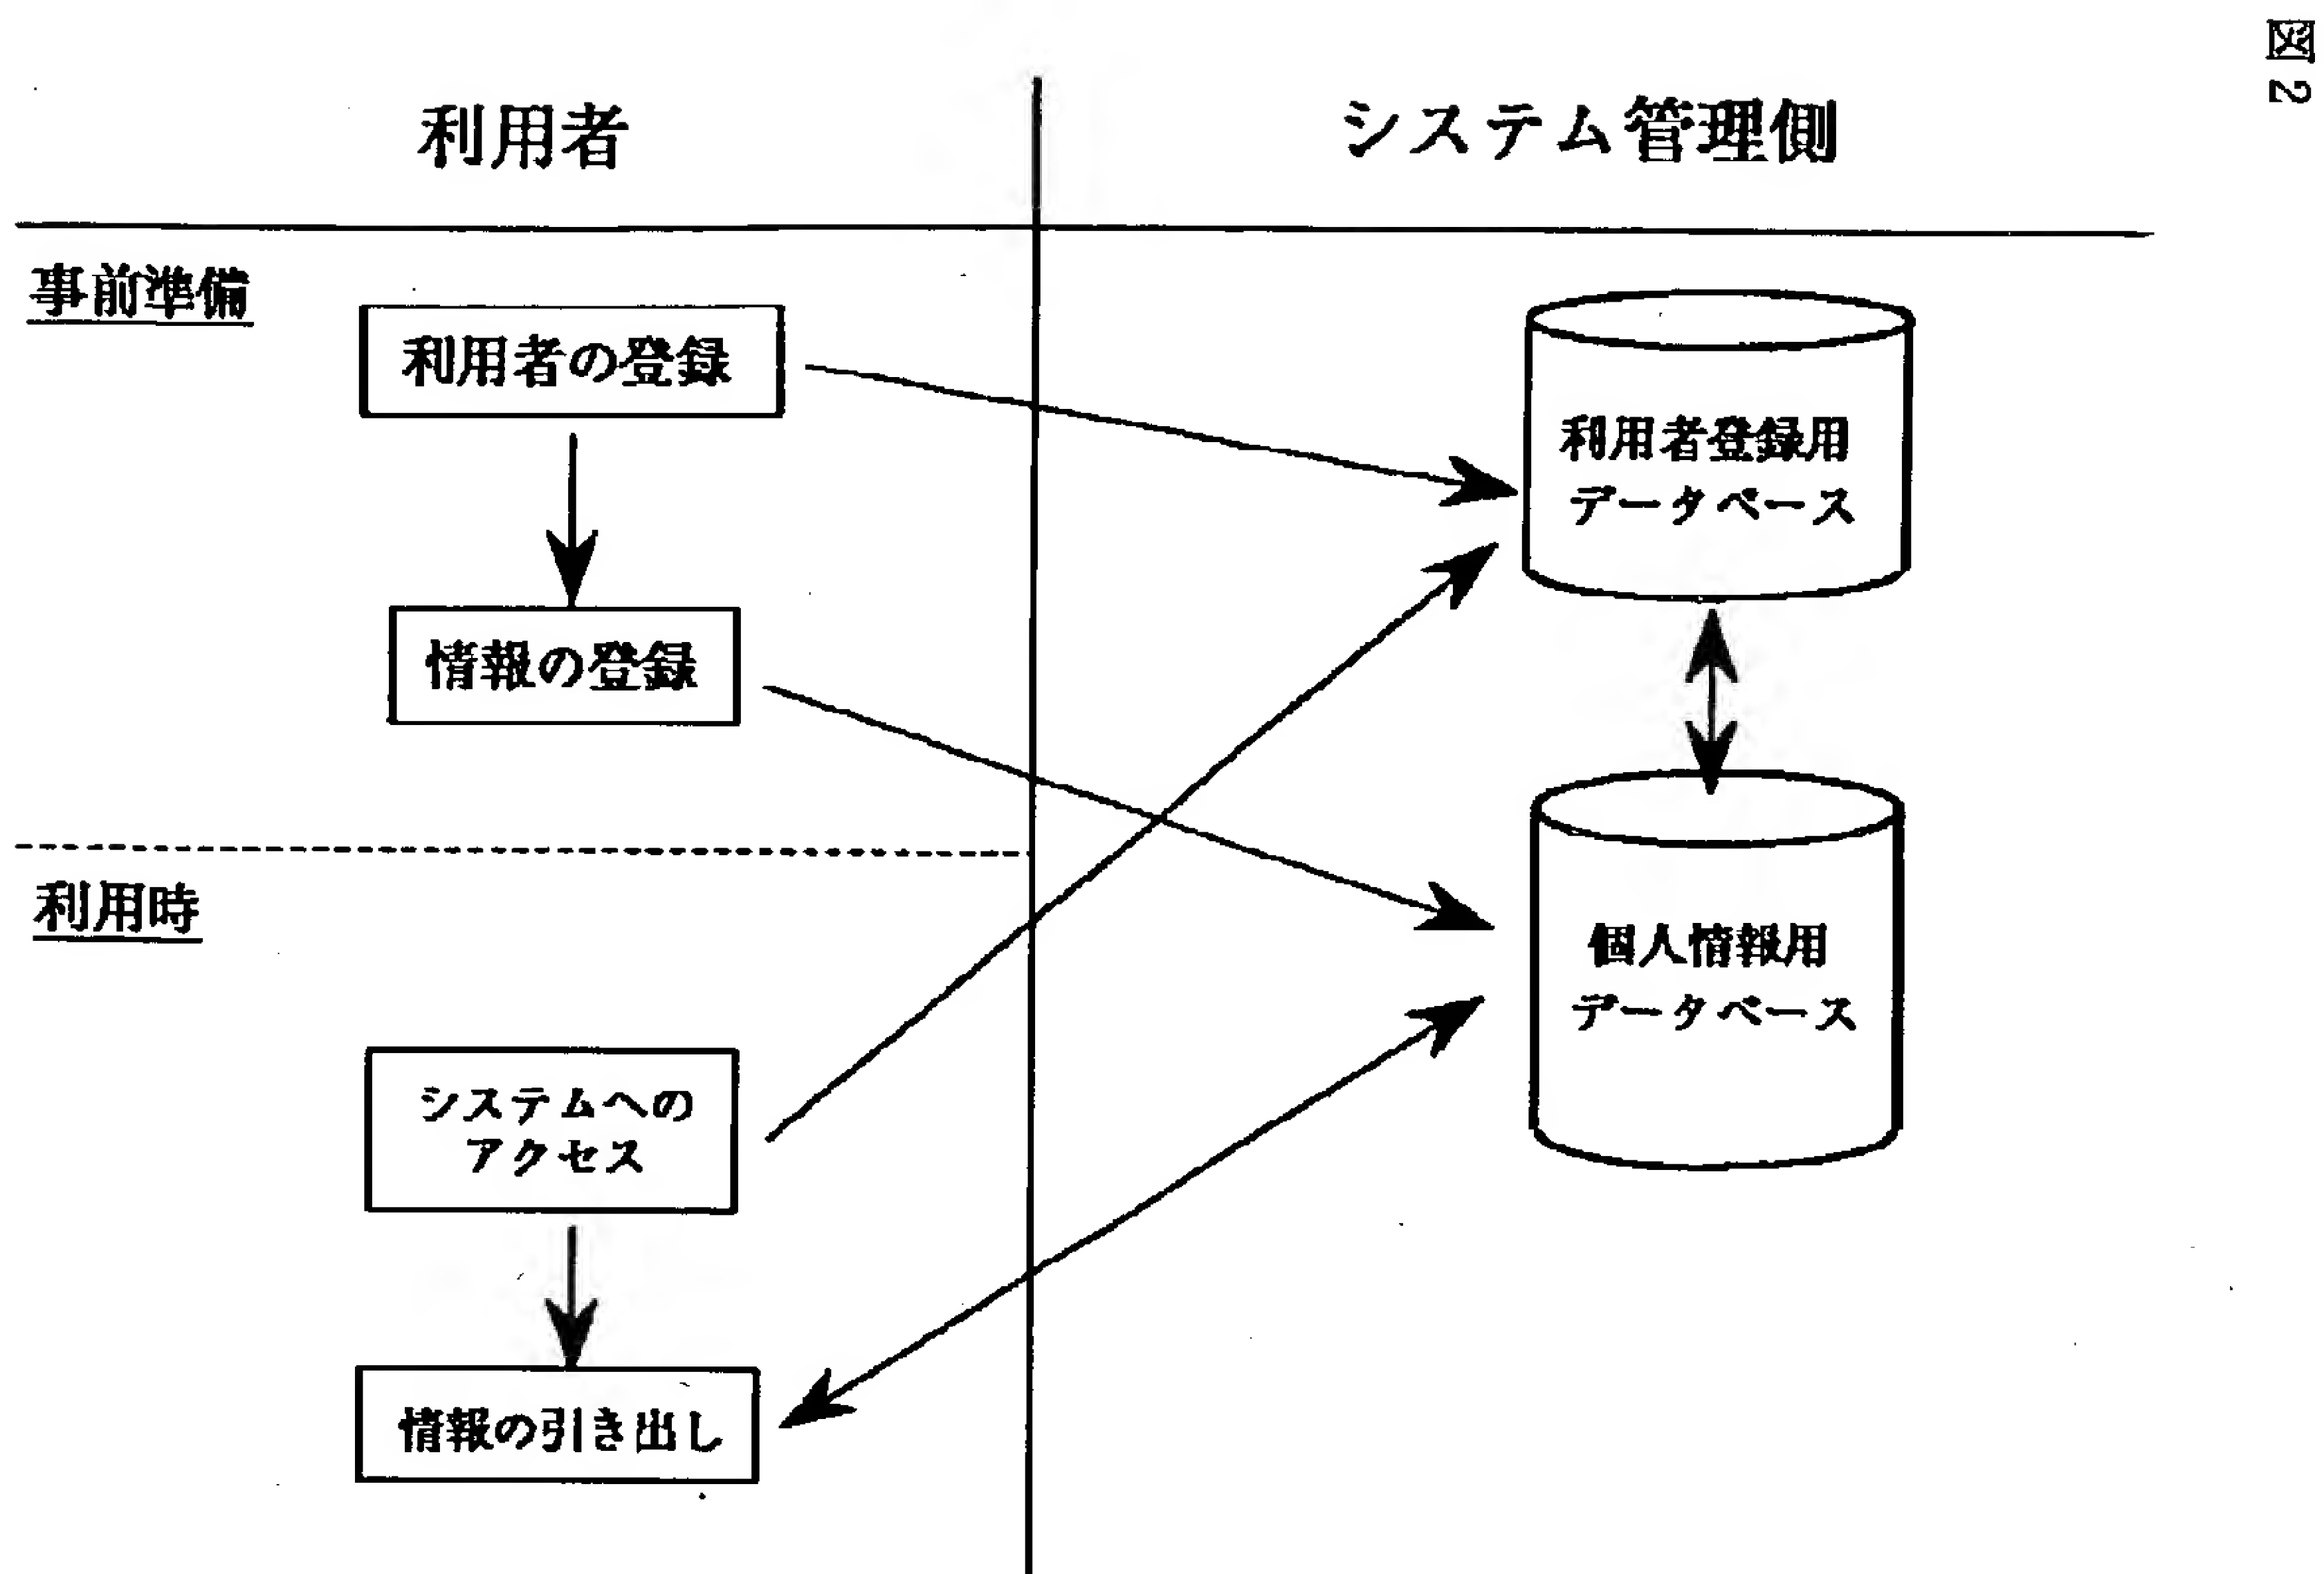 図2
利用者
システム管理側
事前準備
利用者の登録
利用者登録用
データベース
情報の登録
利用時
個人情報用
データベース
システムへの
アクセス
情報の引き出し